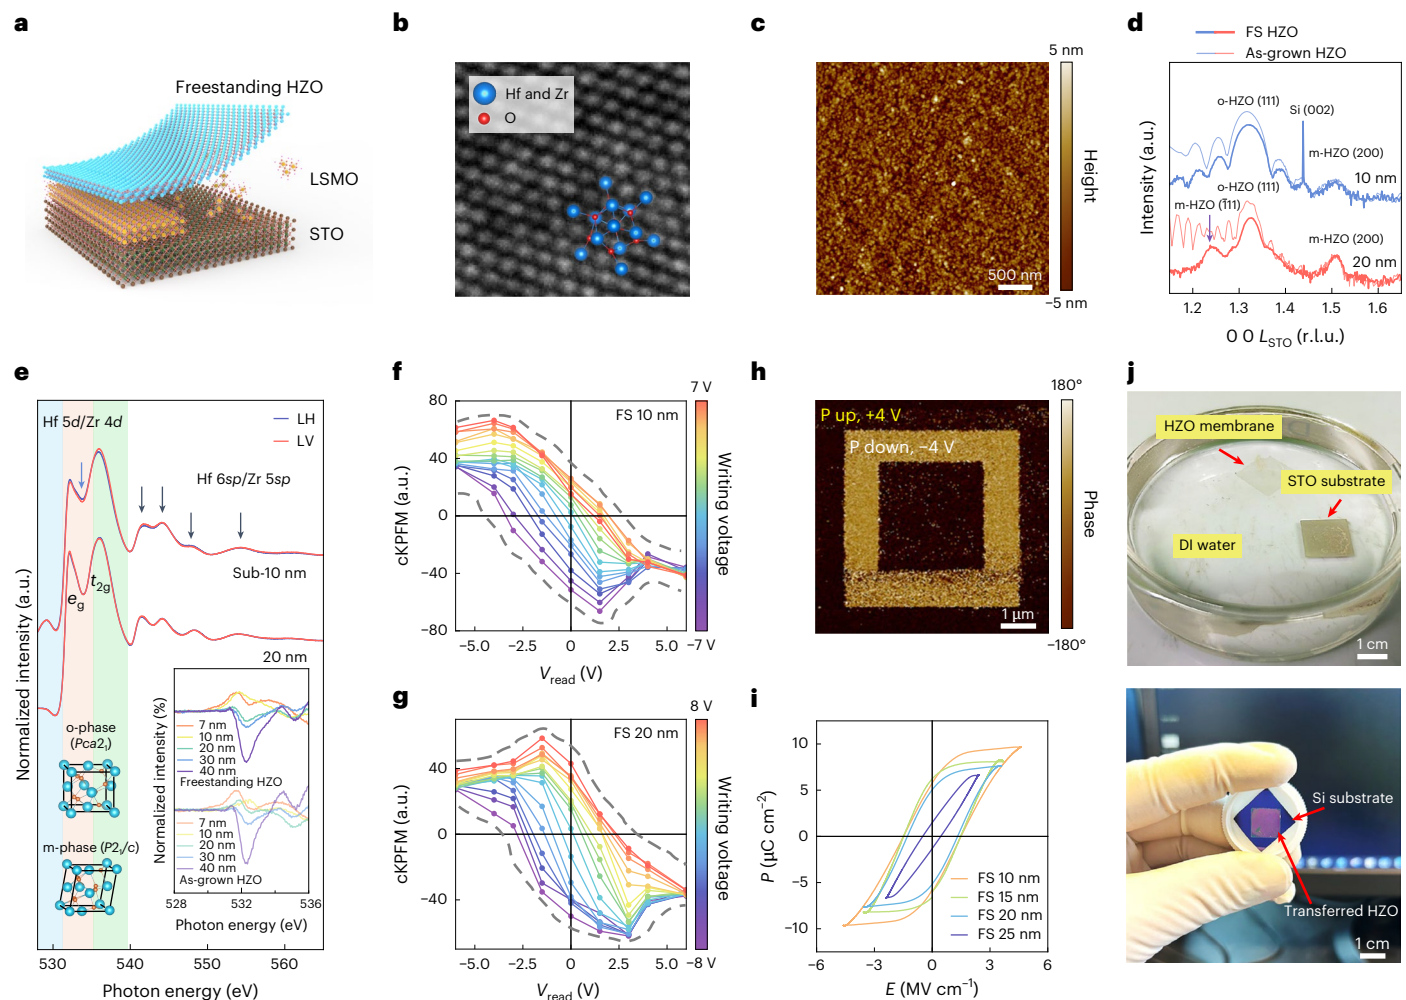 a
Freestanding HZO
LSMO
STO
b
Hf and Zr
O
c
5 nm
Height
500 nm
−5 nm
d
FS HZO
As-grown HZO
Intensity (a.u.)
o-HZO (111)
Si (002)
m-HZO (200)
10 nm
o-HZO (111)
m-HZO (1̄11)
m-HZO (200)
20 nm
1.2 1.3 1.4 1.5 1.6
0 0 L_STO (r.l.u.)
e
Hf 5d/Zr 4d
LH
LV
Hf 6sp/Zr 5sp
Sub-10 nm
e_g
t_2g
20 nm
Normalized intensity (a.u.)
o-phase
(Pca2₁)
m-phase (P2₁/c)
Normalized intensity (%)
7 nm
10 nm
20 nm
30 nm
40 nm
Freestanding HZO
7 nm
10 nm
20 nm
30 nm
40 nm
As-grown HZO
528 532 536
Photon energy (eV)
530 540 550 560
Photon energy (eV)
f
7 V
FS 10 nm
80
40
0
−40
−80
cKPFM (a.u.)
Writing voltage
−7 V
−5.0 −2.5 0 2.5 5.0
V_read (V)
g
8 V
FS 20 nm
40
0
−40
cKPFM (a.u.)
Writing voltage
−8 V
−5.0 −2.5 0 2.5 5.0
V_read (V)
h
180°
P up, +4 V
P down, −4 V
Phase
1 μm
−180°
i
10
5
0
−5
−10
P (μC cm⁻²)
FS 10 nm
FS 15 nm
FS 20 nm
FS 25 nm
−6 −3 0 3 6
E (MV cm⁻¹)
j
HZO membrane
STO substrate
DI water
1 cm
Si substrate
Transferred HZO
1 cm